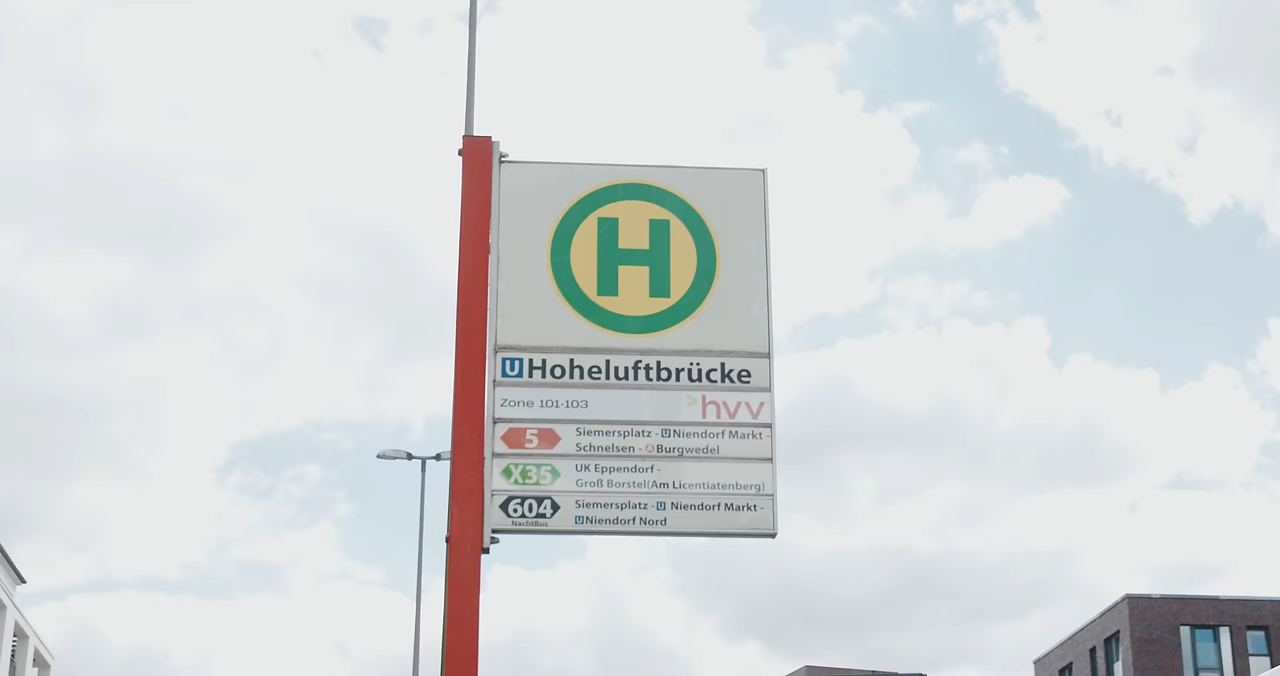 H
U Hoheluftbrücke
Zone 101-103 hvv
5 Siemersplatz - U Niendorf Markt -
Schnelsen - A Burgwedel
X35 UK Eppendorf -
Groß Borstel(Am Licentiatenberg)
604 Siemersplatz - U Niendorf Markt -
NachtBus U Niendorf Nord